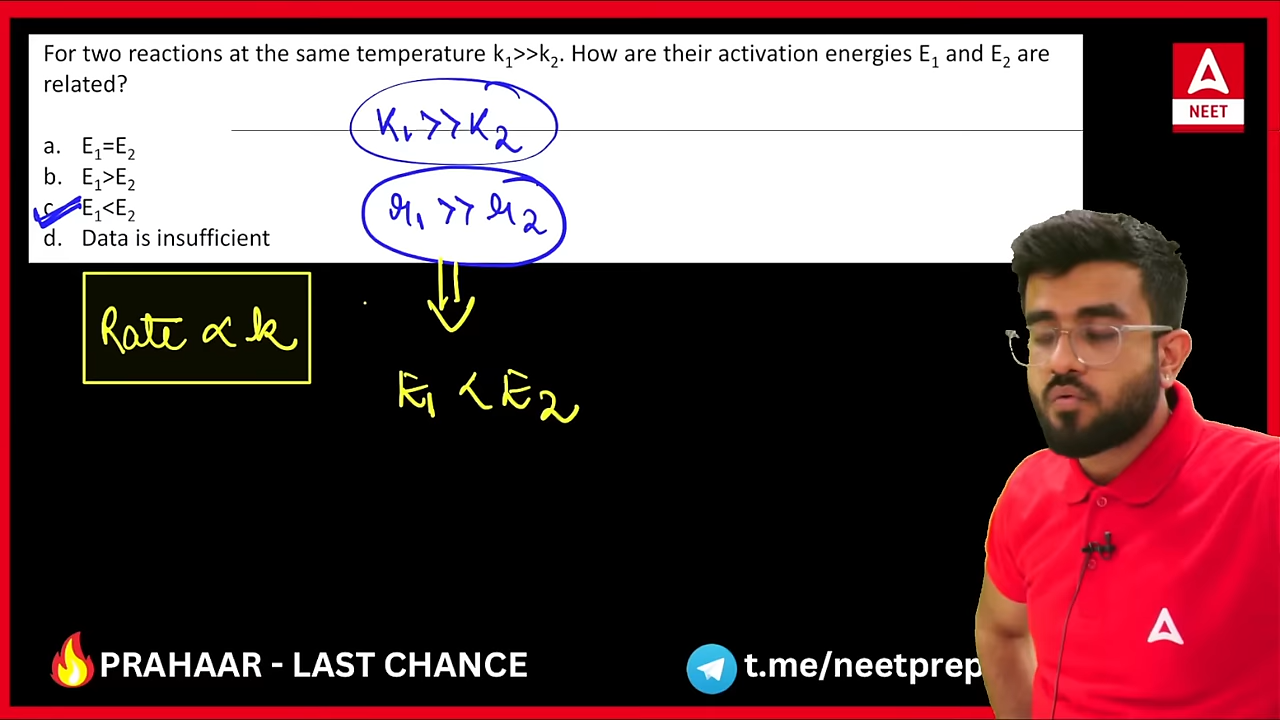 For two reactions at the same temperature k₁>>k₂. How are their activation energies E₁ and E₂ are
related?
K₁ >> K₂
a. E₁=E₂
b. E₁>E₂
c. E₁<E₂
d. Data is insufficient
r₁ >> r₂
Rate ∝ k
E₁ < E₂
NEET
PRAHAAR - LAST CHANCE
t.me/neetprep